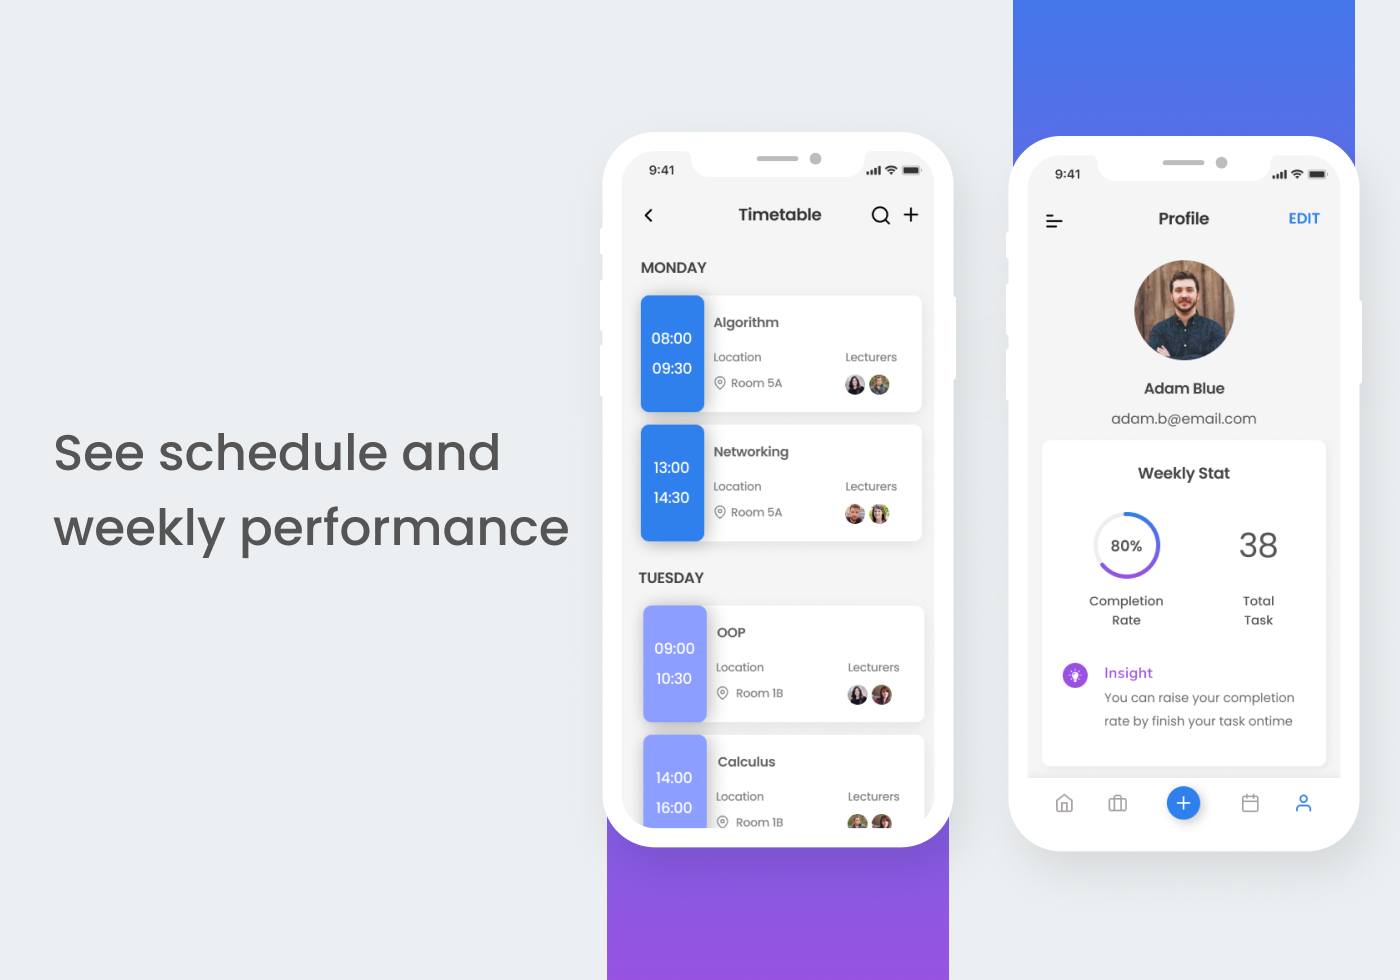 See schedule and
weekly performance
9:41
Timetable
MONDAY
08:00
09:30
Algorithm
Location
Lecturers
Room 5A
13:00
14:30
Networking
Location
Lecturers
Room 5A
TUESDAY
09:00
10:30
OOP
Location
Lecturers
Room 1B
14:00
16:00
Calculus
Location
Lecturers
Room 1B
9:41
Profile
EDIT
Adam Blue
adam.b@email.com
Weekly Stat
80%
38
Completion
Rate
Total
Task
Insight
You can raise your completion
rate by finish your task ontime